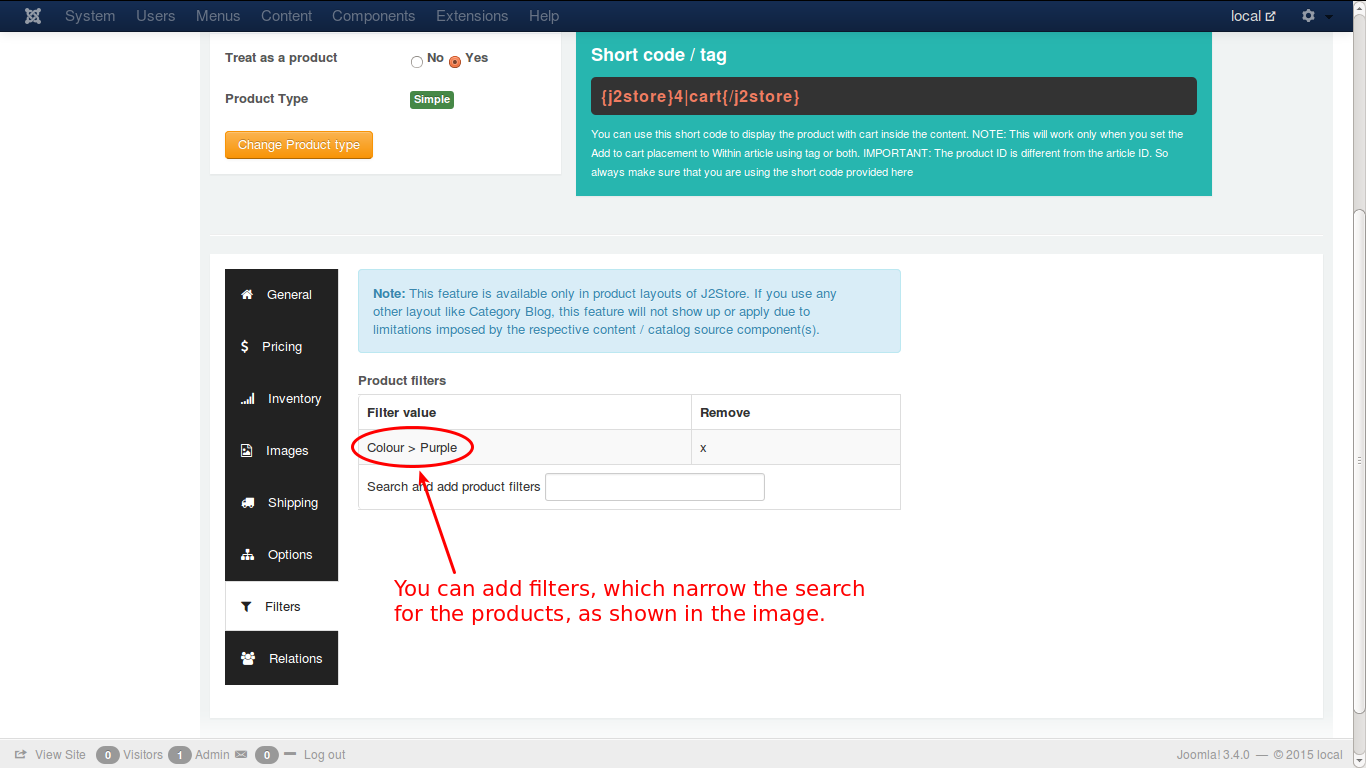 System Users Menus Content Components Extensions Help local
Treat as a product No Yes
Product Type Simple
Change Product type
Short code / tag
{j2store}4|cart{/j2store}
You can use this short code to display the product with cart inside the content. NOTE: This will work only when you set the
Add to cart placement to Within article using tag or both. IMPORTANT: The product ID is different from the article ID. So
always make sure that you are using the short code provided here
General
Pricing
Inventory
Images
Shipping
Options
Filters
Relations
Note: This feature is available only in product layouts of J2Store. If you use any
other layout like Category Blog, this feature will not show up or apply due to
limitations imposed by the respective content / catalog source component(s).
Product filters
Filter value Remove
Colour > Purple x
Search and add product filters
You can add filters, which narrow the search
for the products, as shown in the image.
View Site 0 Visitors 1 Admin 0 Log out Joomla! 3.4.0 — © 2015 local